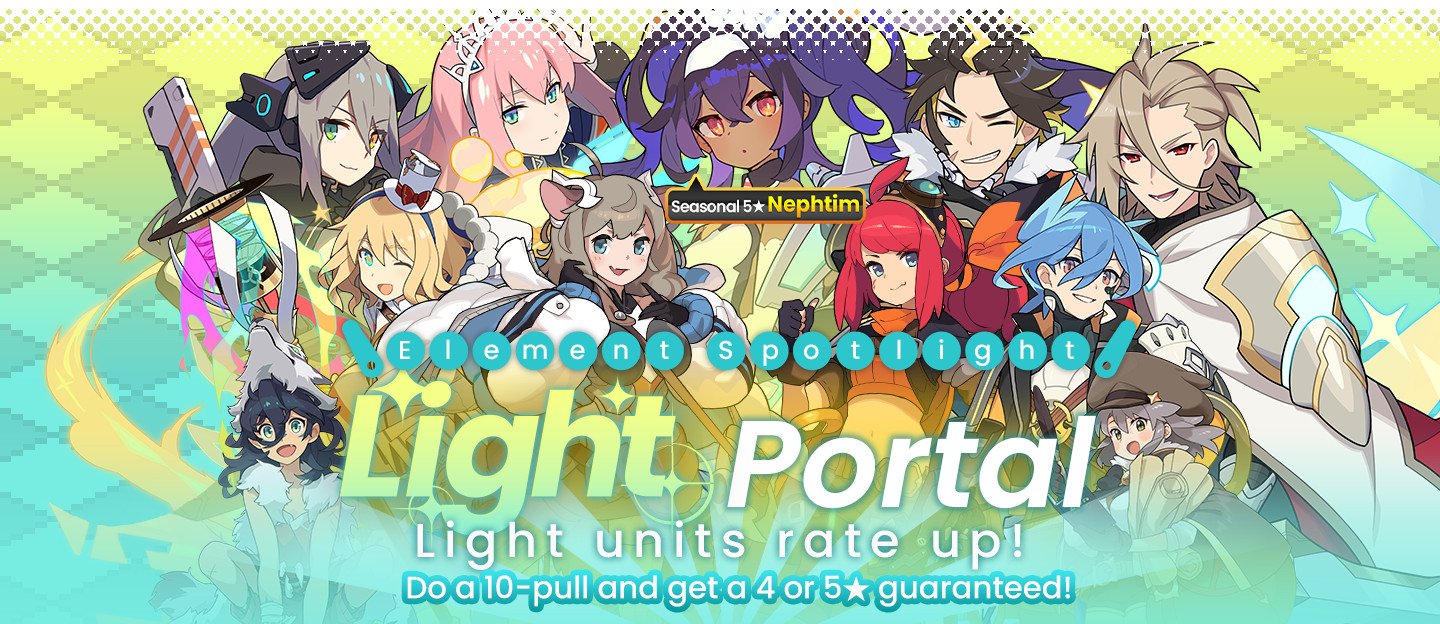 Seasonal 5★ Nephtim
Element Spotlight
Light Portal
Light units rate up!
Do a 10-pull and get a 4 or 5★ guaranteed!